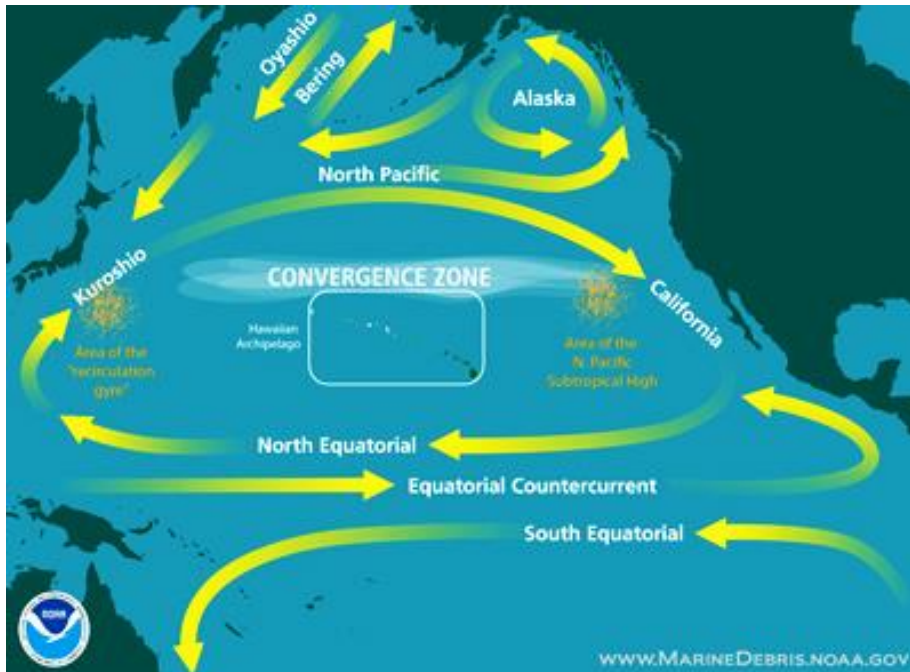 Oyashio
Bering
Alaska
North Pacific
Kuroshio
CONVERGENCE ZONE
California
Hawaiian
Archipelago
Area of the
"recirculation
gyre"
Area of the
N. Pacific
Subtropical High
North Equatorial
Equatorial Countercurrent
South Equatorial
NOAA
WWW.MARINEDEBRIS.NOAA.GOV